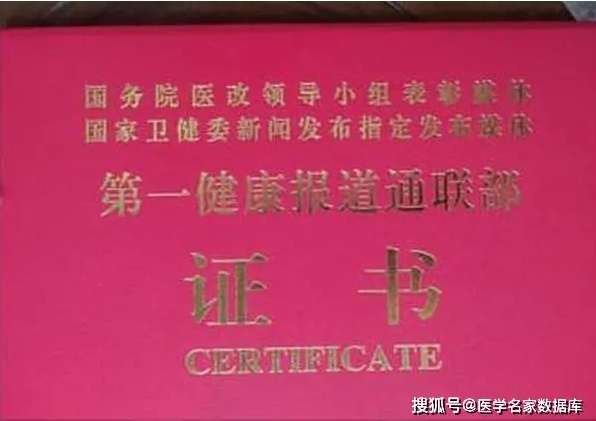 国务院医改领导小组表彰媒体
国家卫健委新闻发布指定发布媒体
第一健康报道通联部
证 书
CERTIFICATE
搜狐号@医学名家数据库